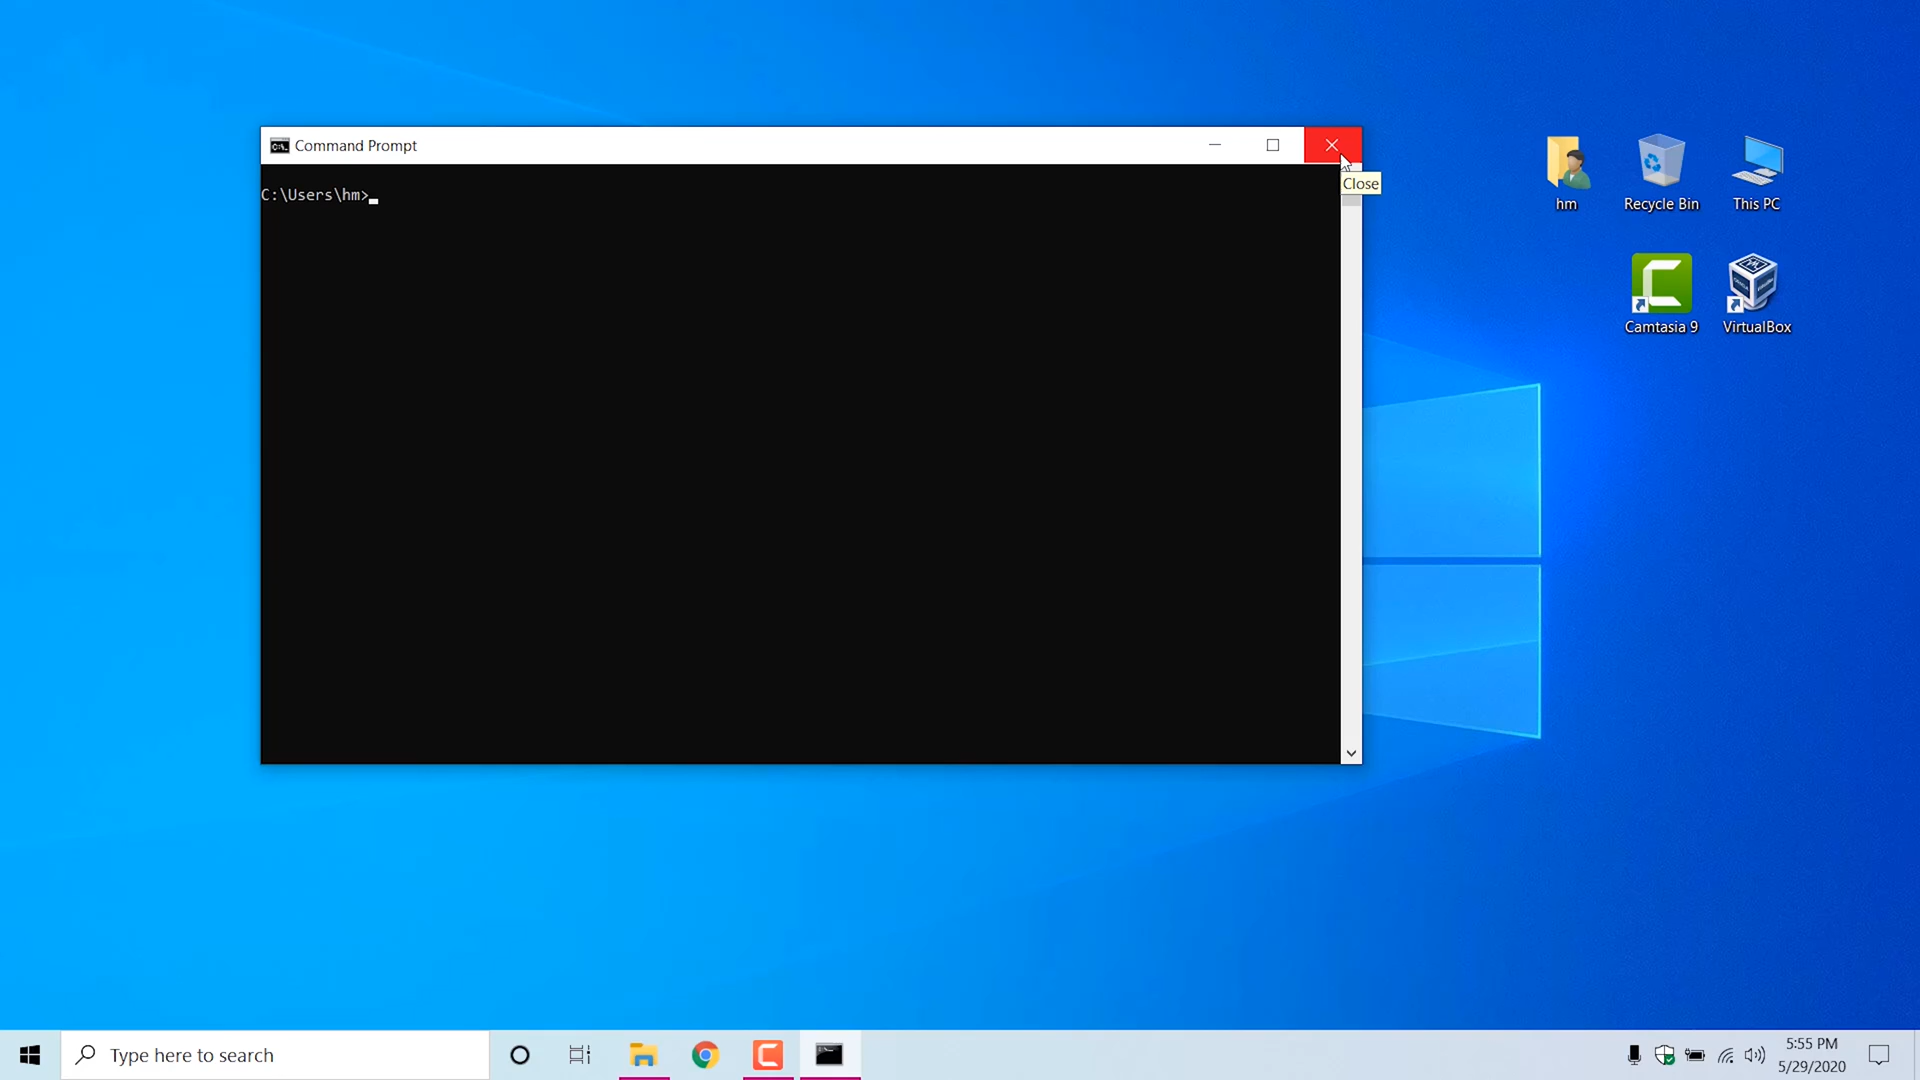 Command Prompt
C:\Users\hm>
Close
hm
Recycle Bin
This PC
Camtasia 9
VirtualBox
Type here to search
5:55 PM
5/29/2020